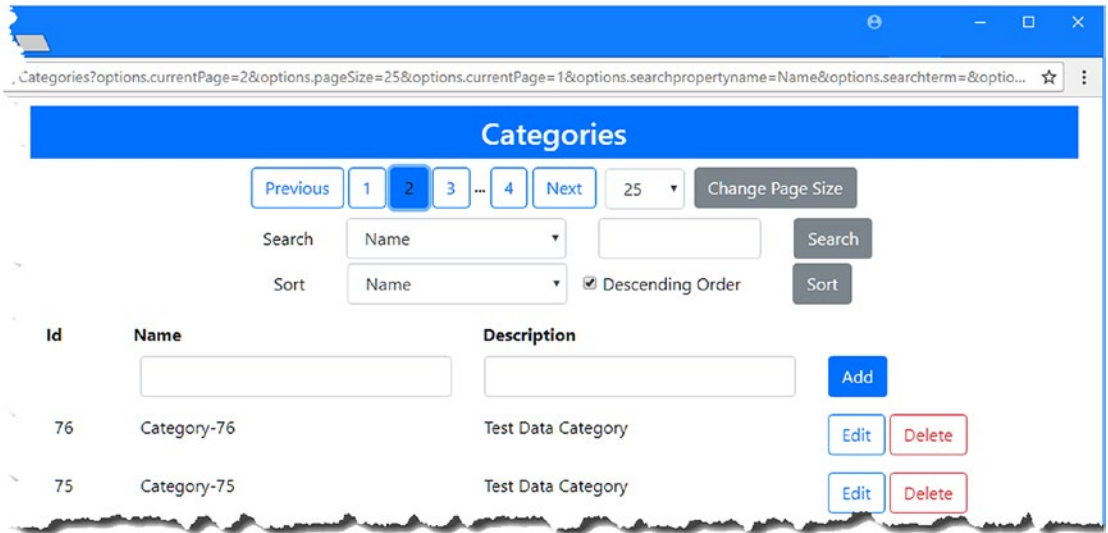 Categories?options.currentPage=2&options.pageSize=25&options.currentPage=1&options.searchpropertyname=Name&options.searchterm=&optio...
Categories
Previous 1 2 3 ... 4 Next 25 Change Page Size
Search Name Search
Sort Name Descending Order Sort
Id Name Description
Add
76 Category-76 Test Data Category Edit Delete
75 Category-75 Test Data Category Edit Delete